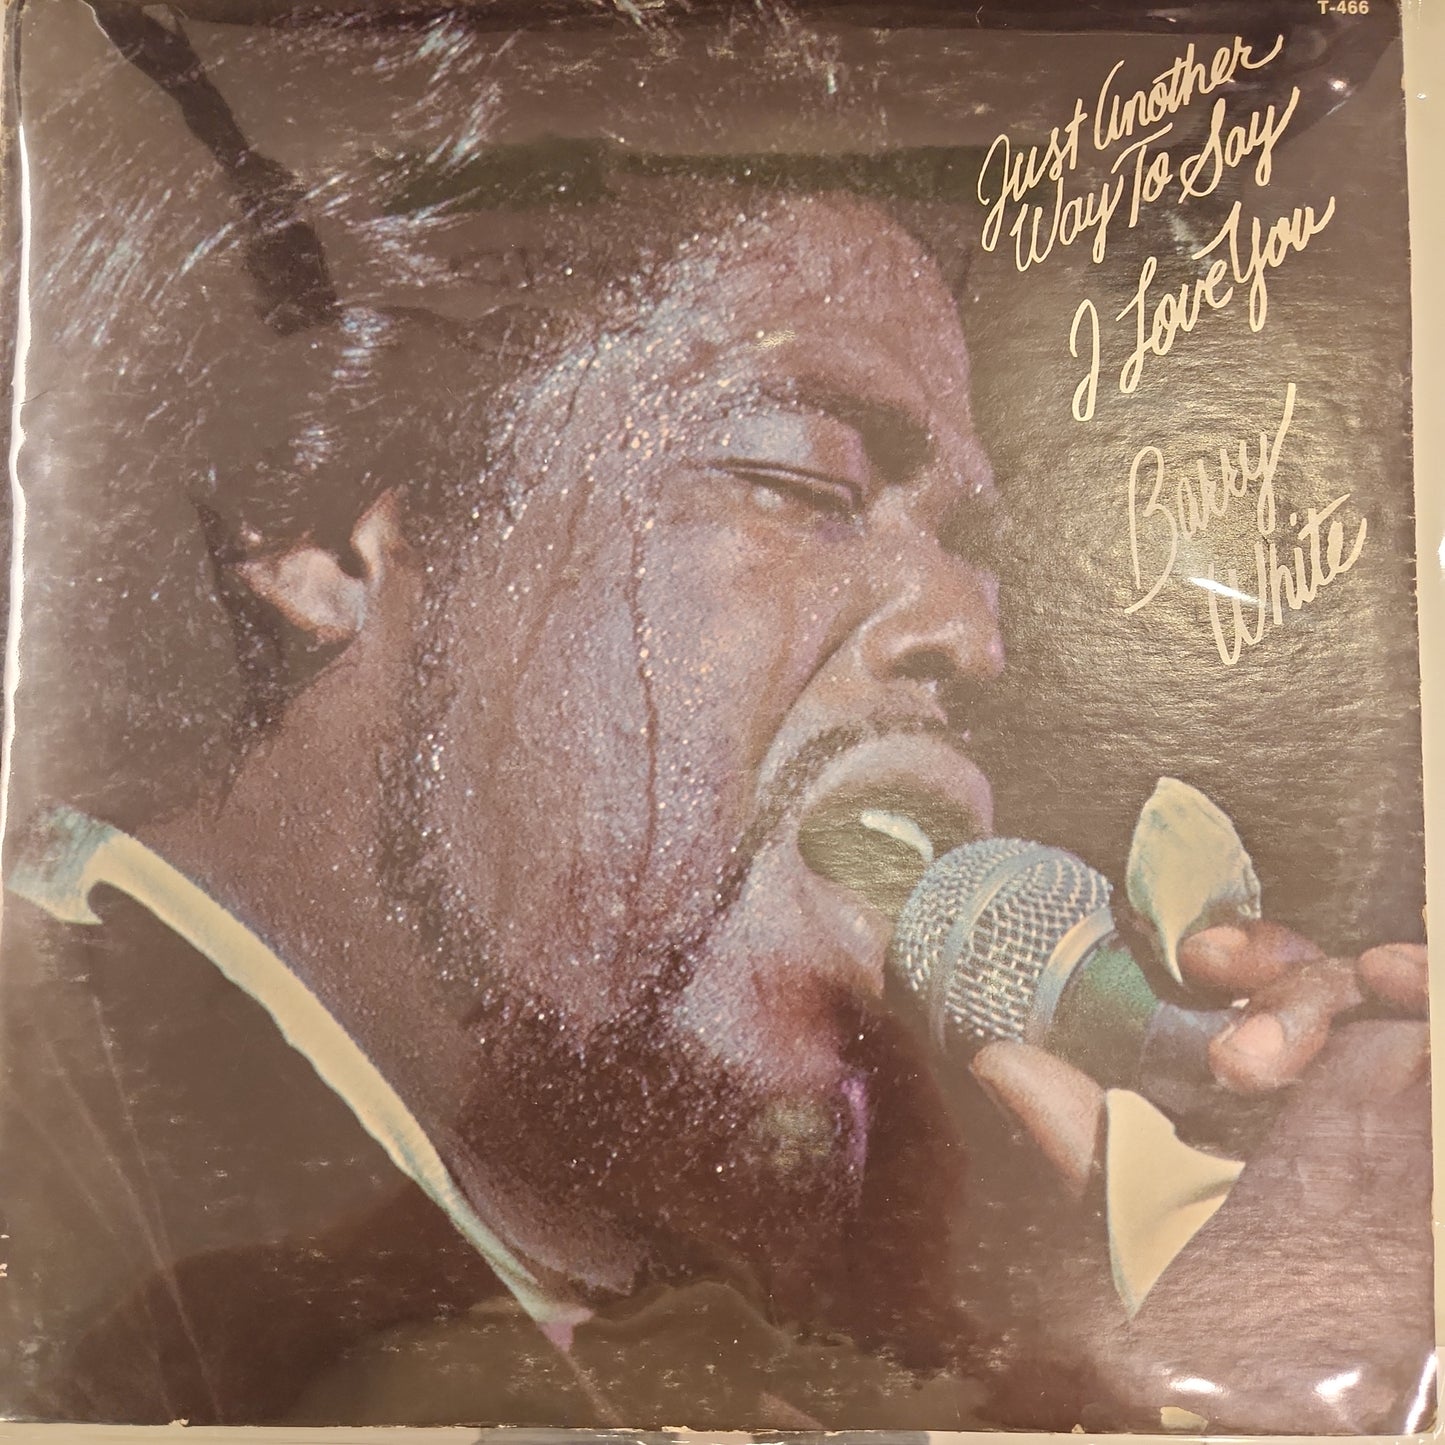 T-466
Just Another
Way To Say
I Love You
Barry
White